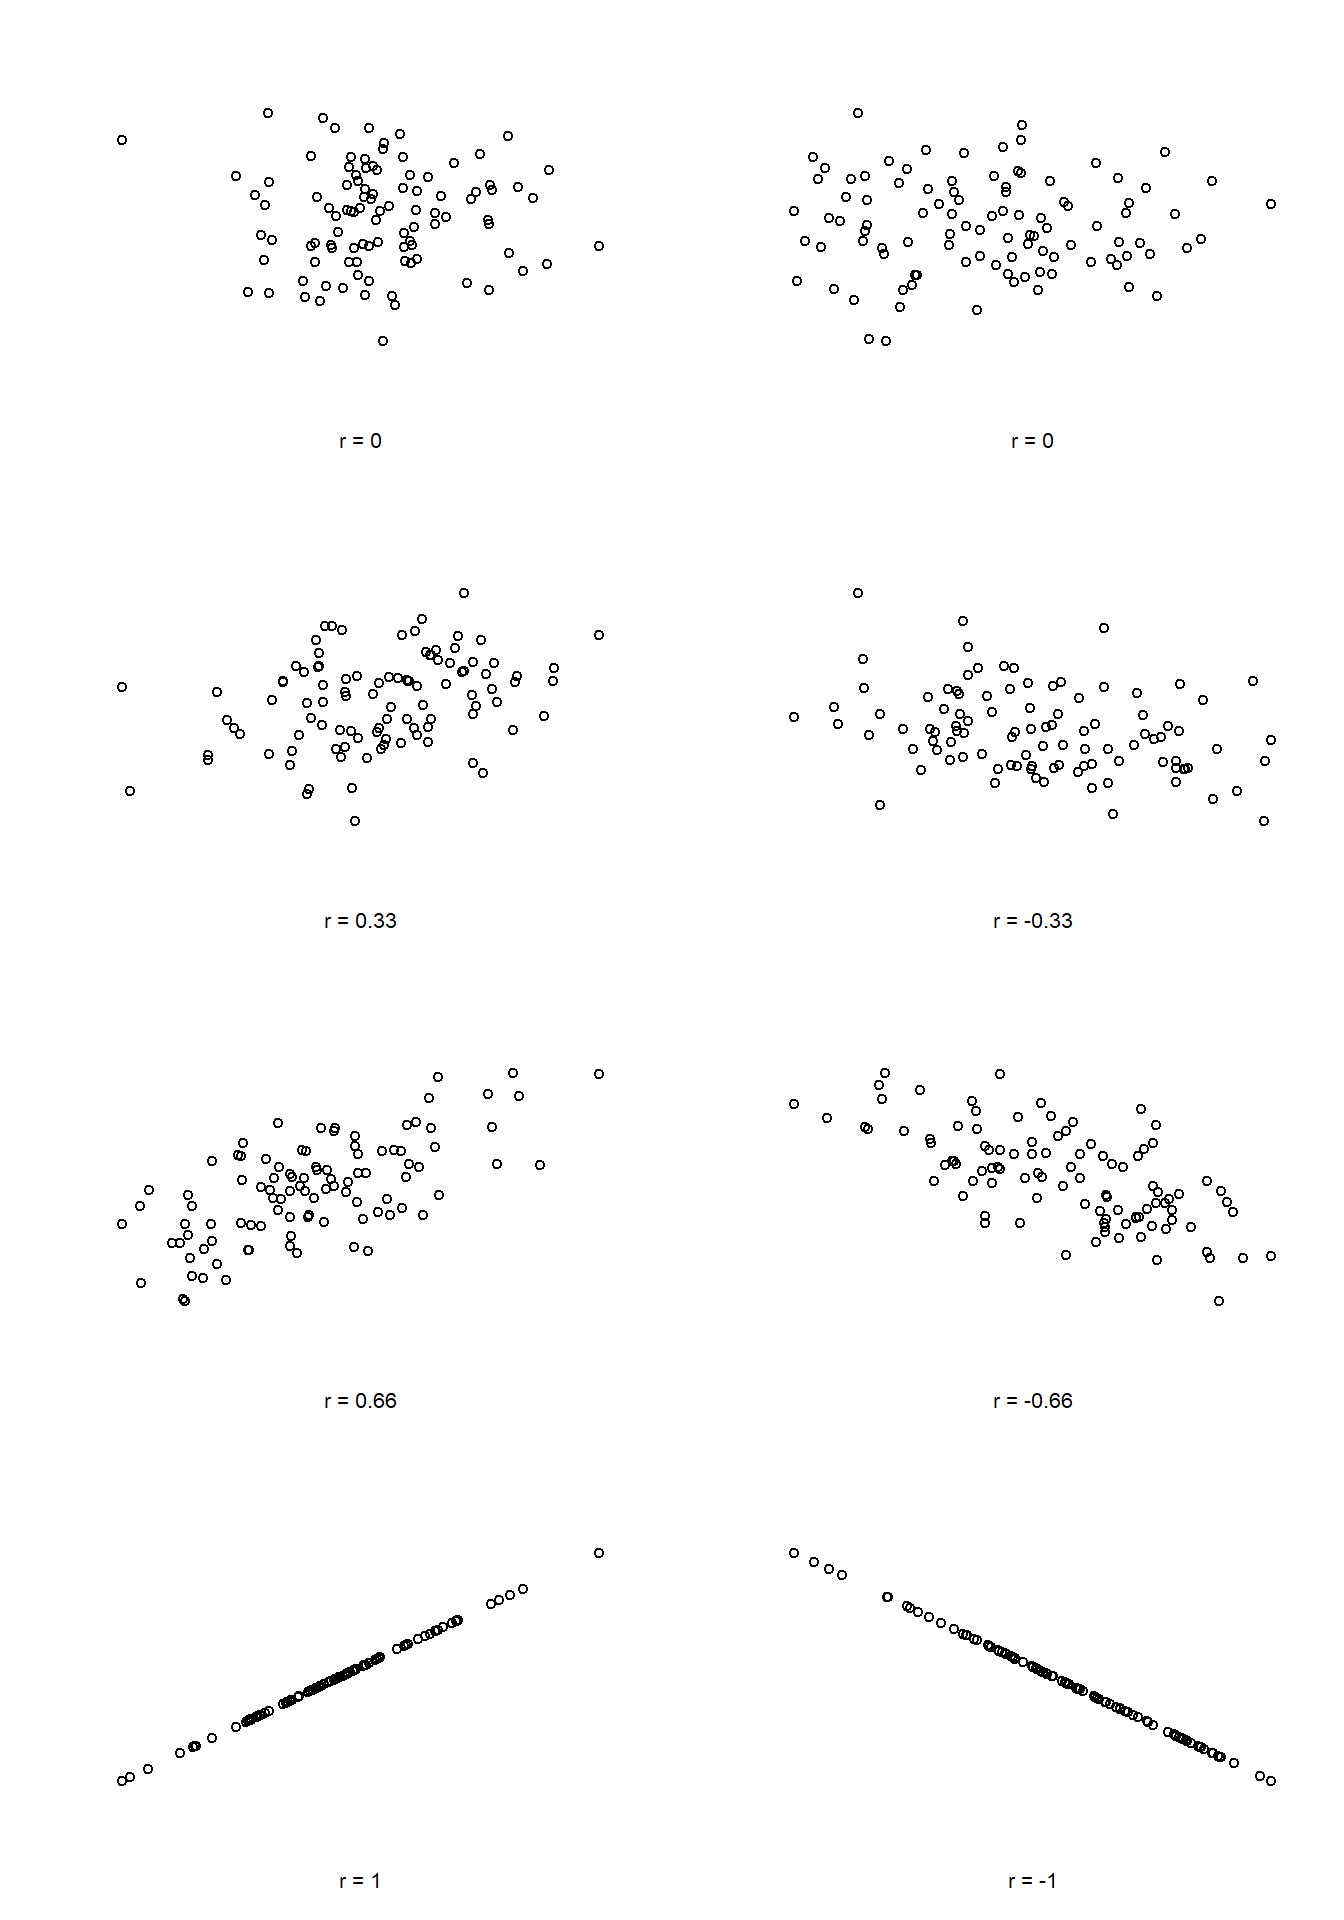 r = 0
r = 0
r = 0.33
r = -0.33
r = 0.66
r = -0.66
r = 1
r = -1